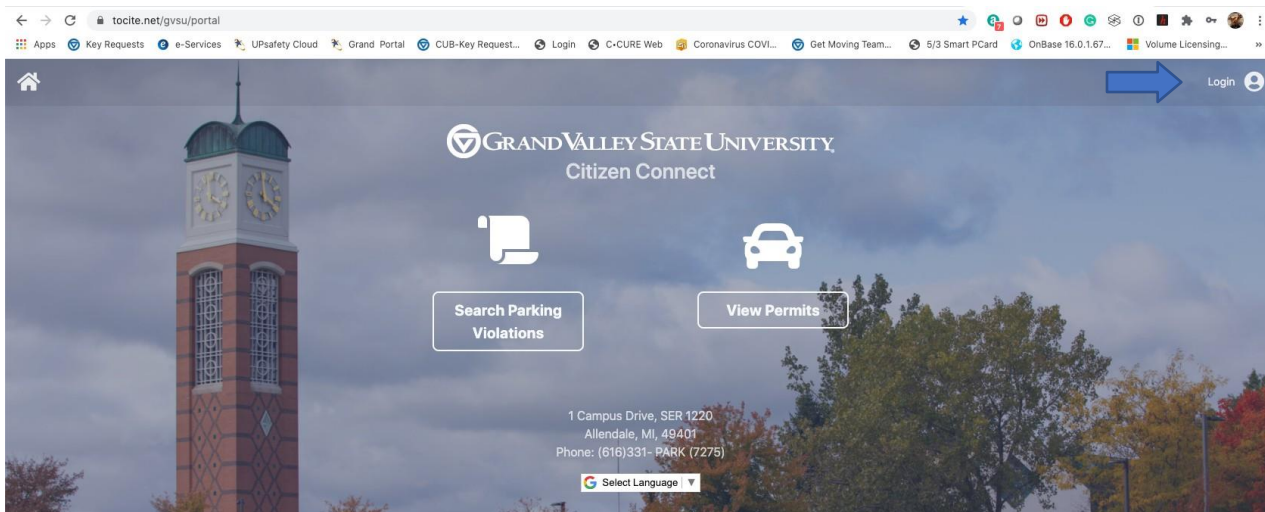 tocite.net/gvsu/portal
7
Apps Key Requests e-Services UPsafety Cloud Grand Portal CUB-Key Request... Login C•CURE Web Coronavirus COVI... Get Moving Team... 5/3 Smart PCard OnBase 16.0.1.67... Volume Licensing... »
Login
GRAND VALLEY STATE UNIVERSITY
Citizen Connect
Search Parking
Violations
View Permits
1 Campus Drive, SER 1220
Allendale, MI, 49401
Phone: (616)331- PARK (7275)
G Select Language ▼